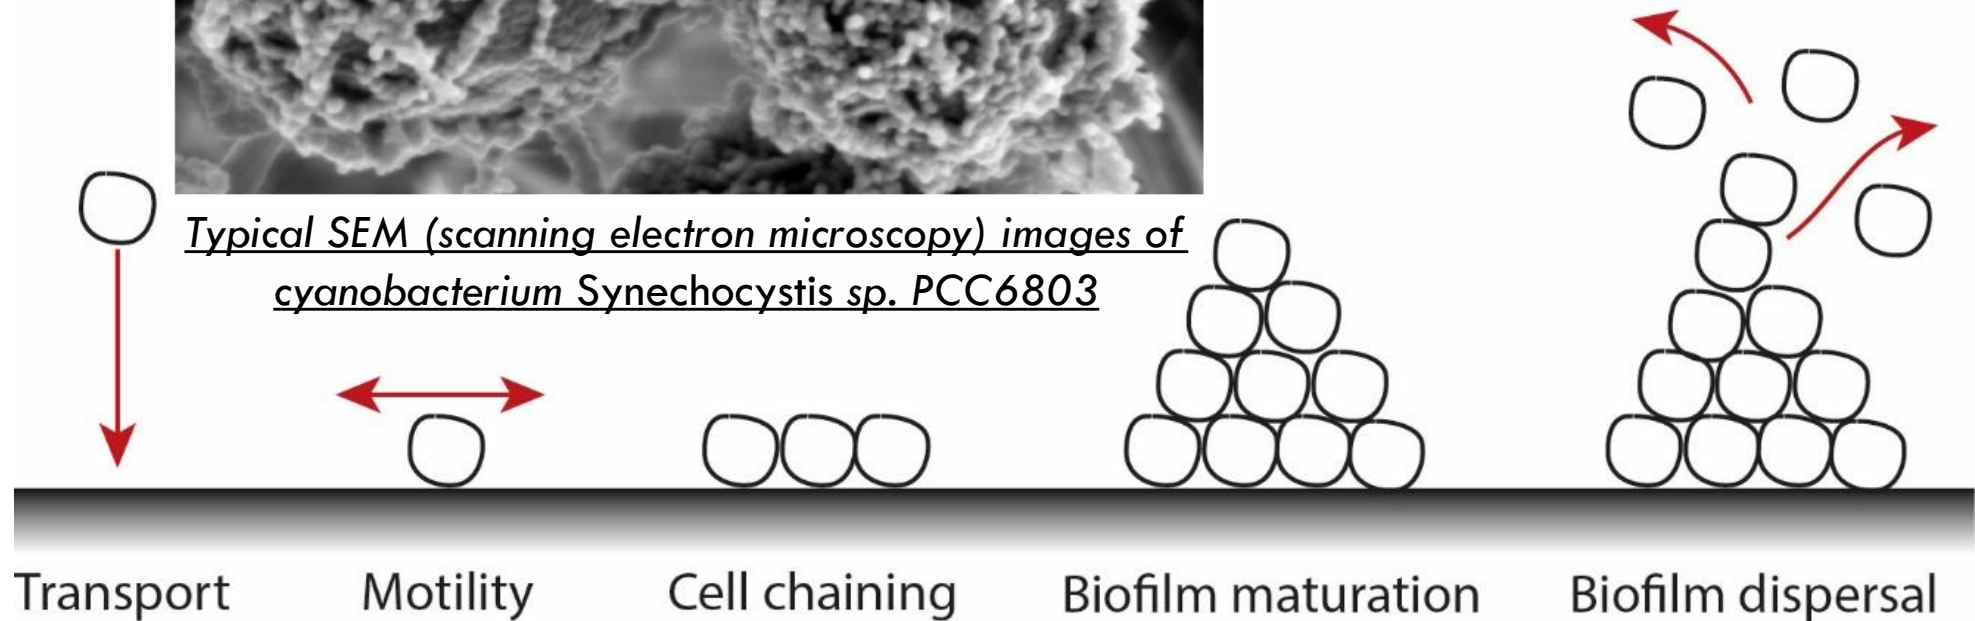 Typical SEM (scanning electron microscopy) images of
cyanobacterium Synechocystis sp. PCC6803
Transport
Motility
Cell chaining
Biofilm maturation
Biofilm dispersal